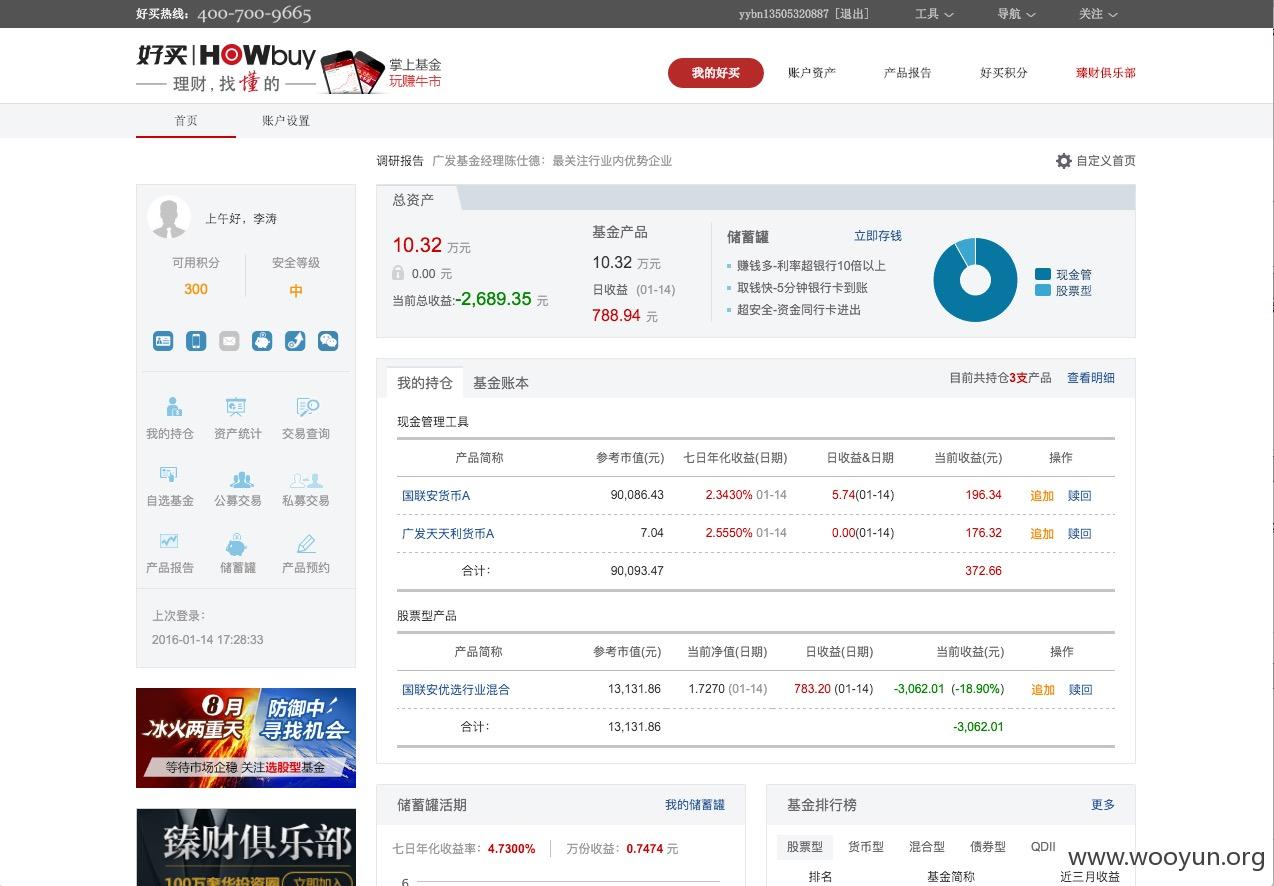 好买热线: 400-700-9665
yybn13505320887 [退出] 工具 导航 关注
好买 HOWbuy
理财,找懂的
掌上基金
玩赚牛市
我的好买 账户资产 产品报告 好买积分 臻财俱乐部
首页 账户设置
调研报告 广发基金经理陈仕德: 最关注行业内优势企业
自定义首页
上午好, 李涛
可用积分 安全等级
300 中
我的持仓 资产统计 交易查询
自选基金 公募交易 私募交易
产品报告 储蓄罐 产品预约
上次登录:
2016-01-14 17:28:33
8月 冰火两重天
防御中 寻找机会
等待市场企稳 关注选股型基金
臻财俱乐部
100万豪华投资团 立即加入
总资产
10.32 万元
0.00 元
当前总收益:-2,689.35 元
基金产品
10.32 万元
日收益 (01-14)
788.94 元
储蓄罐 立即存钱
赚钱多-利率超银行10倍以上
取钱快-5分钟银行卡到账
超安全-资金同行卡进出
现金管
股票型
我的持仓 基金账本
目前共持仓3支产品 查看明细
现金管理工具
产品简称 参考市值(元) 七日年化收益(日期) 日收益&日期 当前收益(元) 操作
国联安货币A 90,086.43 2.3430% 01-14 5.74(01-14) 196.34 追加 赎回
广发天天利货币A 7.04 2.5550% 01-14 0.00(01-14) 176.32 追加 赎回
合计: 90,093.47 372.66
股票型产品
产品简称 参考市值(元) 当前净值(日期) 日收益(日期) 当前收益(元) 操作
国联安优选行业混合 13,131.86 1.7270 (01-14) 783.20 (01-14) -3,062.01 (-18.90%) 追加 赎回
合计: 13,131.86 -3,062.01
储蓄罐活期 我的储蓄罐
七日年化收益率: 4.7300% 万份收益: 0.7474 元
6
基金排行榜 更多
股票型 货币型 混合型 债券型 QDII
排名 基金简称 近三月收益
www.wooyun.org